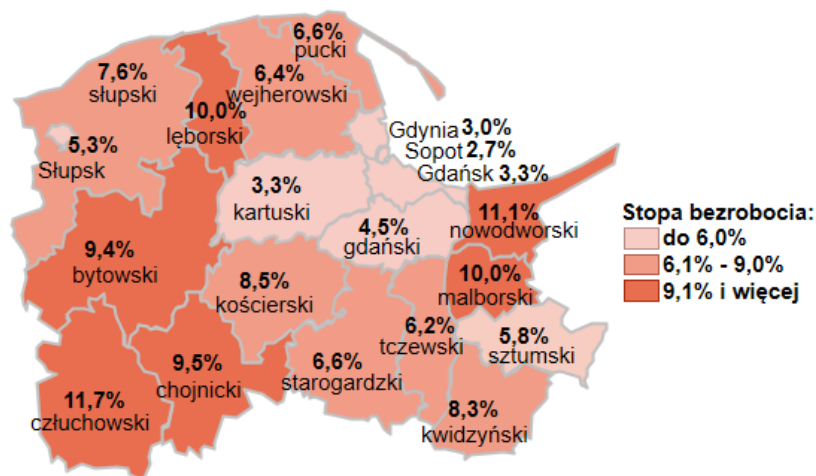 6,6%
pucki
7,6%
słupski
6,4%
wejherowski
10,0%
lęborski
Gdynia 3,0%
Sopot 2,7%
Gdańsk 3,3%
5,3%
Słupsk
3,3%
kartuski
4,5%
gdański
11,1%
nowodworski
Stopa bezrobocia:
do 6,0%
6,1% - 9,0%
9,1% i więcej
9,4%
bytowski
8,5%
kościerski
10,0%
malborski
6,2%
tczewski
5,8%
sztumski
9,5%
chojnicki
6,6%
starogardzki
11,7%
człuchowski
8,3%
kwidzyński